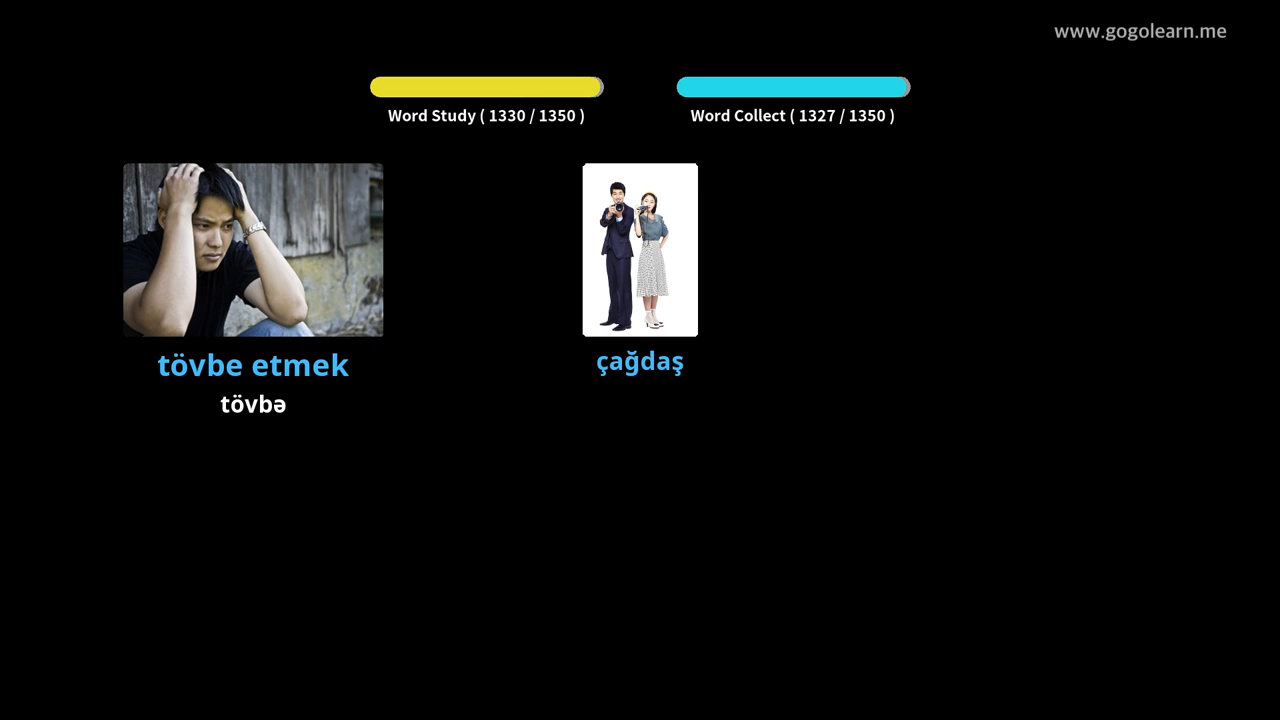 www.gogolearn.me
Word Study ( 1330 / 1350 )
Word Collect ( 1327 / 1350 )
tövbe etmek
tövbə
çağdaş